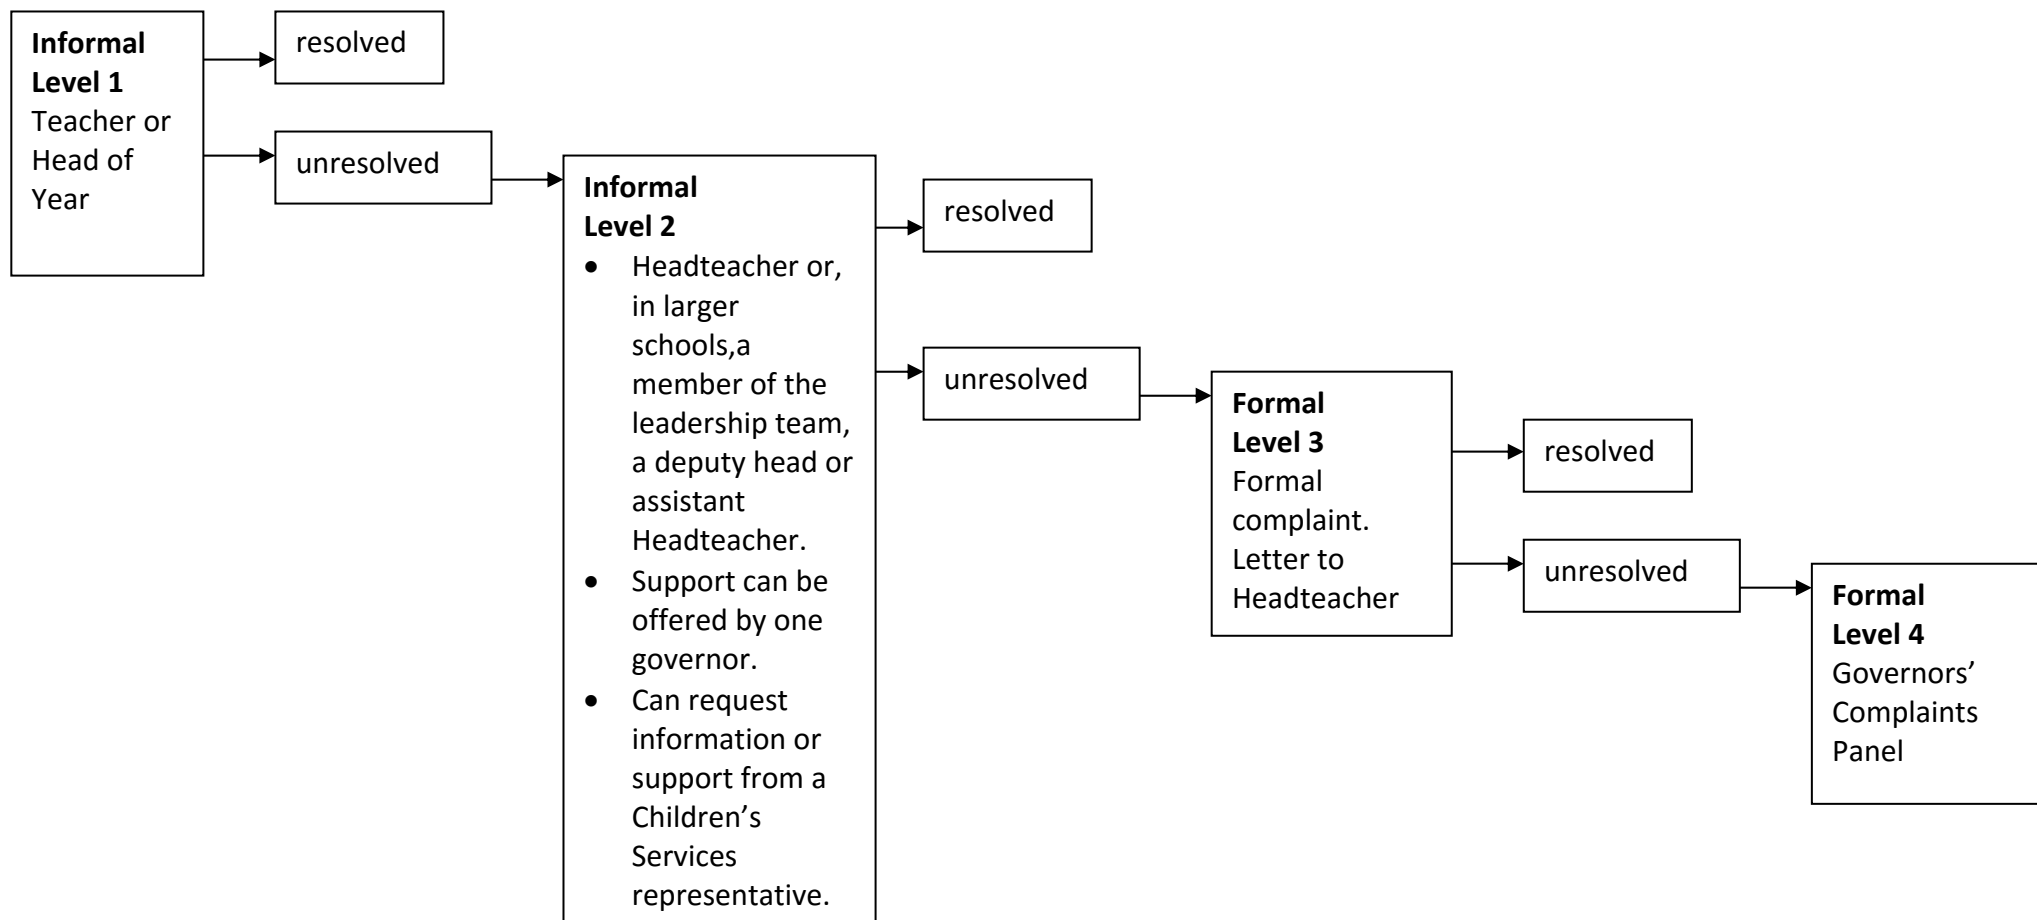 Informal
Level 1
Teacher or
Head of
Year
resolved
unresolved
Informal
Level 2
• Headteacher or,
in larger
schools,a
member of the
leadership team,
a deputy head or
assistant
Headteacher.
• Support can be
offered by one
governor.
• Can request
information or
support from a
Children’s
Services
representative.
resolved
unresolved
Formal
Level 3
Formal
complaint.
Letter to
Headteacher
resolved
unresolved
Formal
Level 4
Governors’
Complaints
Panel